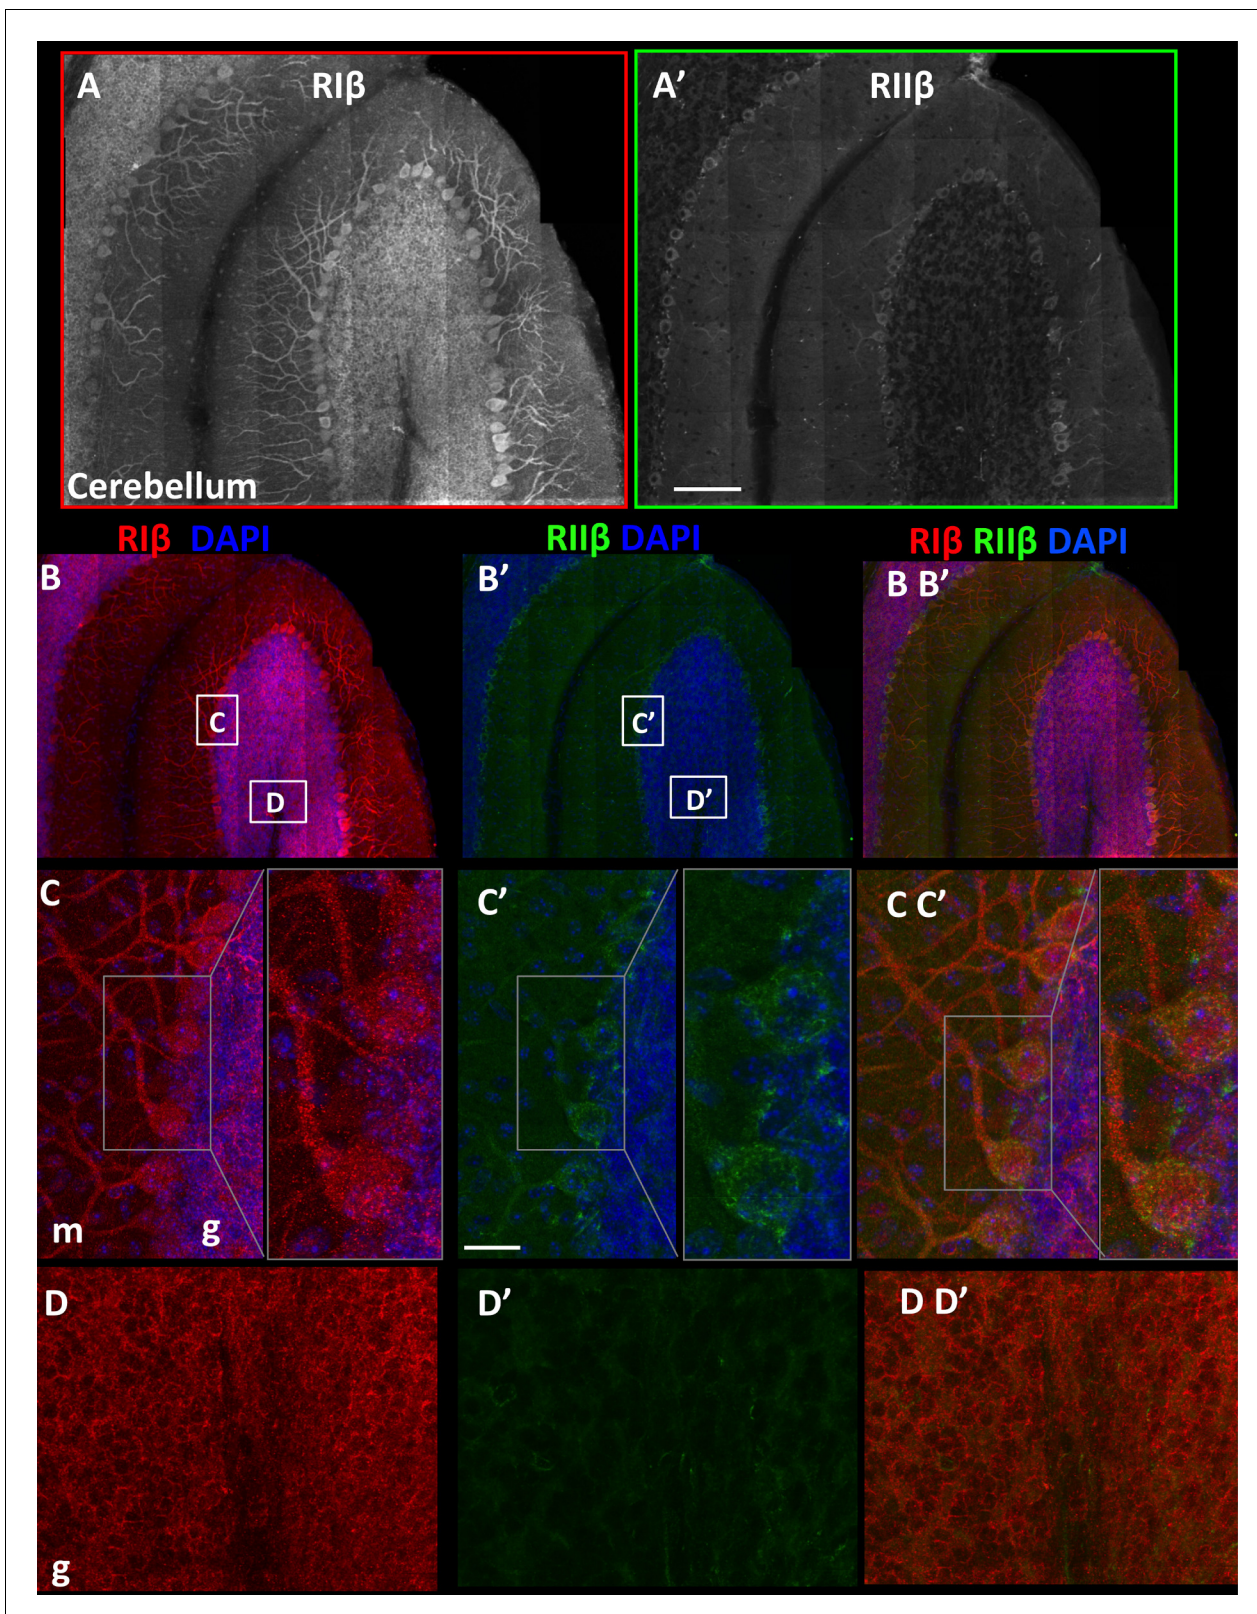 A RIβ
A’ RIIβ
Cerebellum
RIβ DAPI
RIIβ DAPI
RIβ RIIβ DAPI
B
B’
B B’
C
C’
D
D’
C
C’
C C’
m g
D
D’
D D’
g